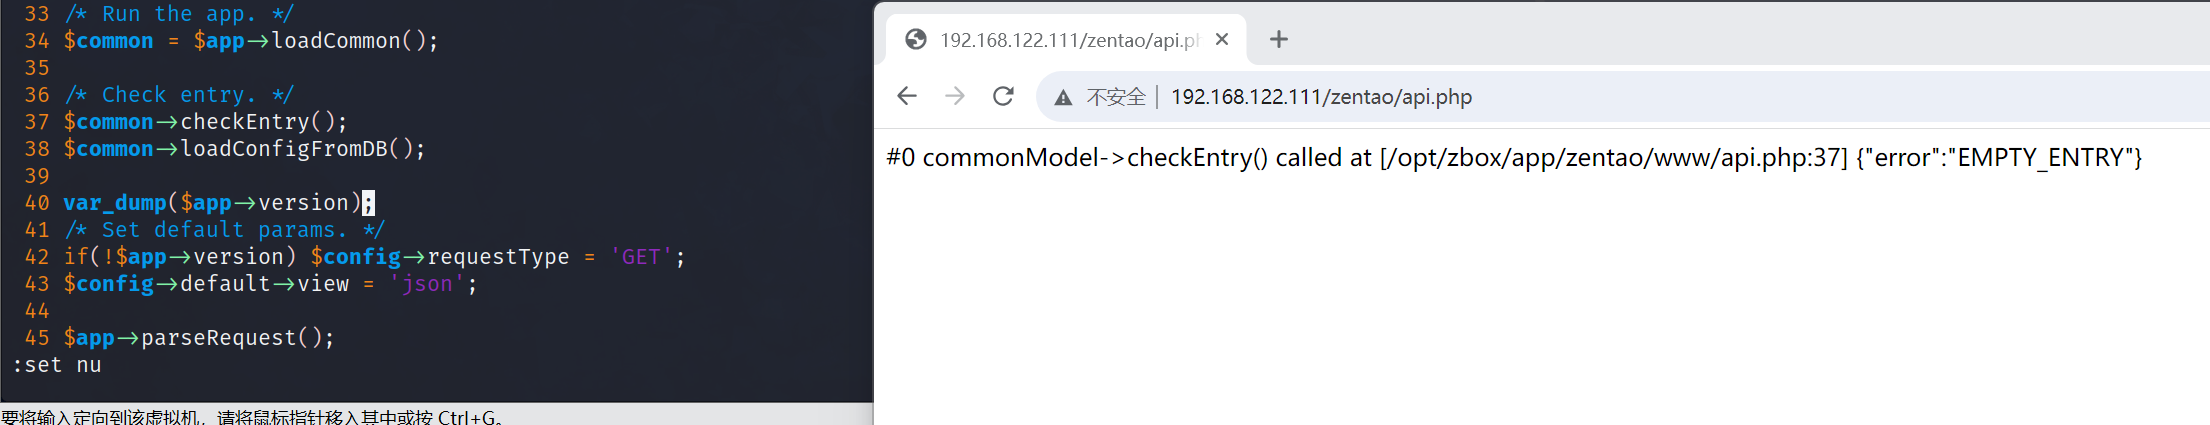 33 /* Run the app. */
34 $common = $app->loadCommon();
35
36 /* Check entry. */
37 $common->checkEntry();
38 $common->loadConfigFromDB();
39
40 var_dump($app->version);
41 /* Set default params. */
42 if(!$app->version) $config->requestType = 'GET';
43 $config->default->view = 'json';
44
45 $app->parseRequest();
:set nu
要将输入定向到该虚拟机，请将鼠标指针移入其中或按 Ctrl+G。
192.168.122.111/zentao/api.ph
不安全 | 192.168.122.111/zentao/api.php
#0 commonModel->checkEntry() called at [/opt/zbox/app/zentao/www/api.php:37] {"error":"EMPTY_ENTRY"}